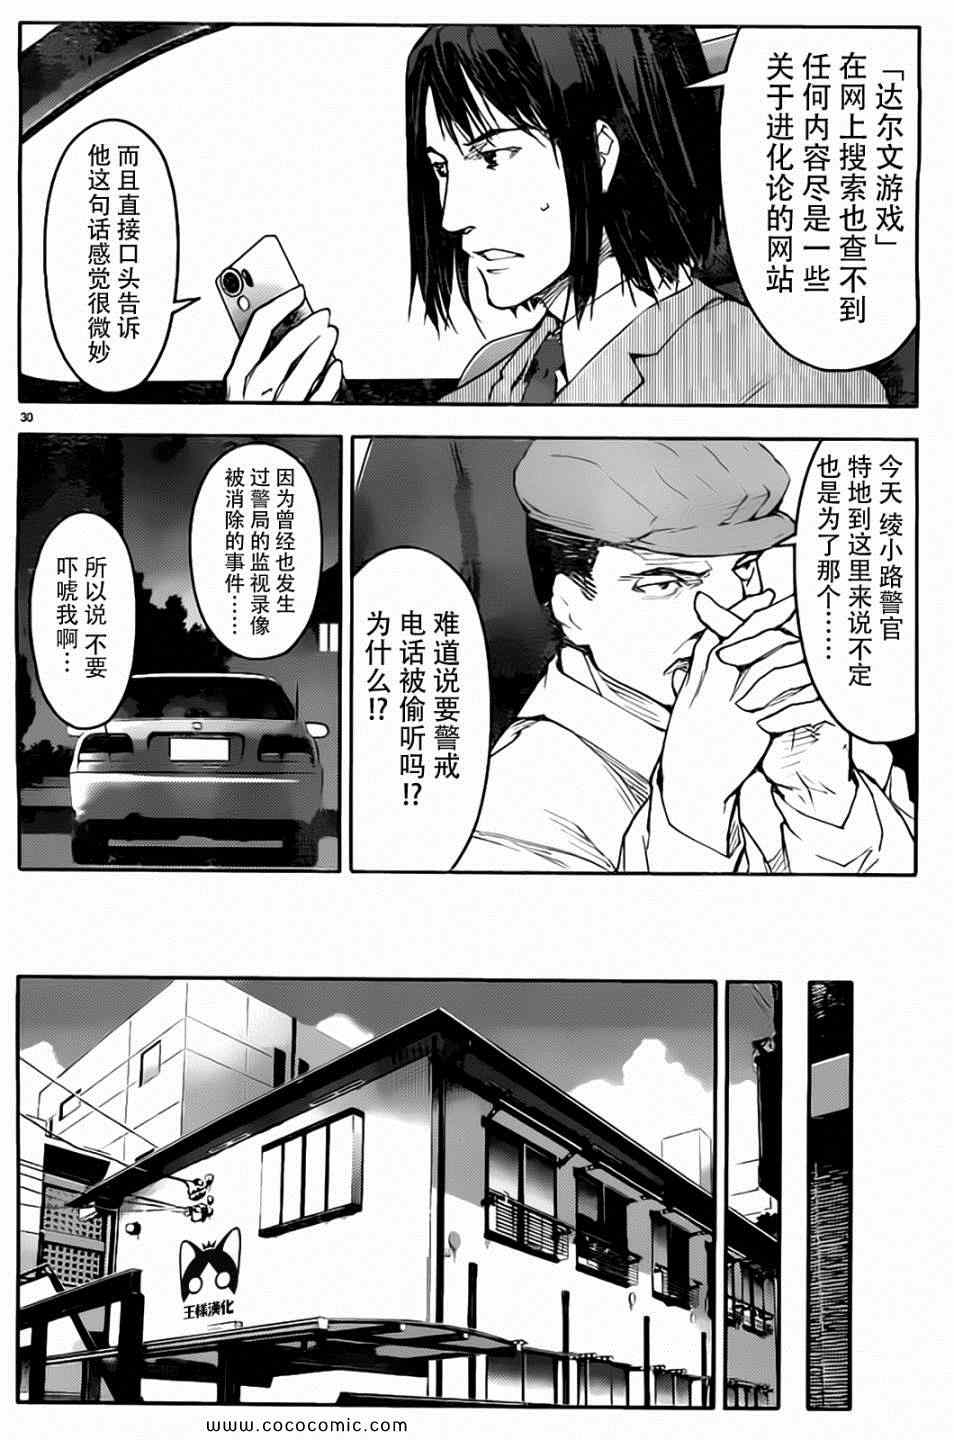 「达尔文游戏」
在网上搜索也查不到
任何内容尽是一些
关于进化论的网站
而且直接口头告诉
他这句话感觉很微妙
30
今天 绫小路警官
特地到这里来说不定
也是为了那个……
难道说要警戒
电话被偷听吗!?
为什么!?
因为曾经也发生
过警局的监视录像
被消除的事件……
所以说 不要
吓唬我啊…
王様漢化
www.cococomic.com